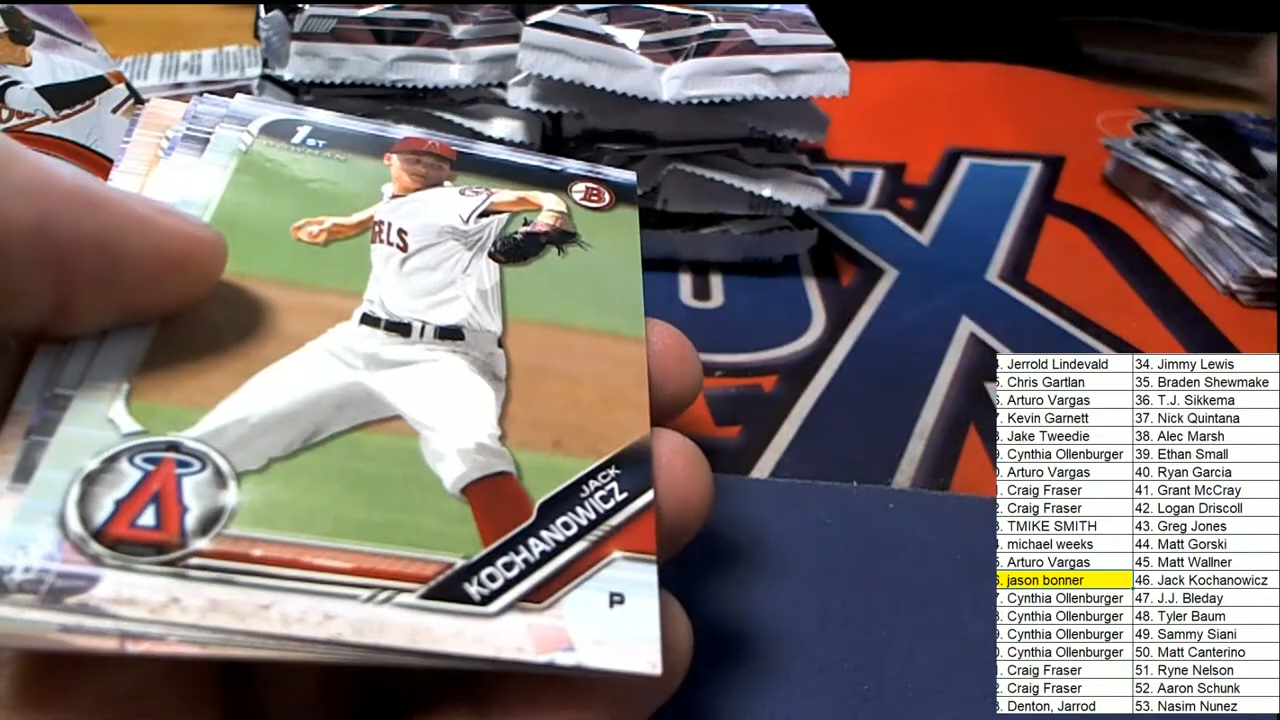 1ST
BOWMAN
B
ELS
A
JACK
KOCHANOWICZ
P
OX
. Jerrold Lindevald 34. Jimmy Lewis
. Chris Gartlan 35. Braden Shewmake
. Arturo Vargas 36. T.J. Sikkema
. Kevin Garnett 37. Nick Quintana
. Jake Tweedie 38. Alec Marsh
. Cynthia Ollenburger 39. Ethan Small
. Arturo Vargas 40. Ryan Garcia
. Craig Fraser 41. Grant McCray
. Craig Fraser 42. Logan Driscoll
. TMIKE SMITH 43. Greg Jones
. michael weeks 44. Matt Gorski
. Arturo Vargas 45. Matt Wallner
. jason bonner 46. Jack Kochanowicz
. Cynthia Ollenburger 47. J.J. Bleday
. Cynthia Ollenburger 48. Tyler Baum
. Cynthia Ollenburger 49. Sammy Siani
. Cynthia Ollenburger 50. Matt Canterino
. Craig Fraser 51. Ryne Nelson
. Craig Fraser 52. Aaron Schunk
. Denton, Jarrod 53. Nasim Nunez